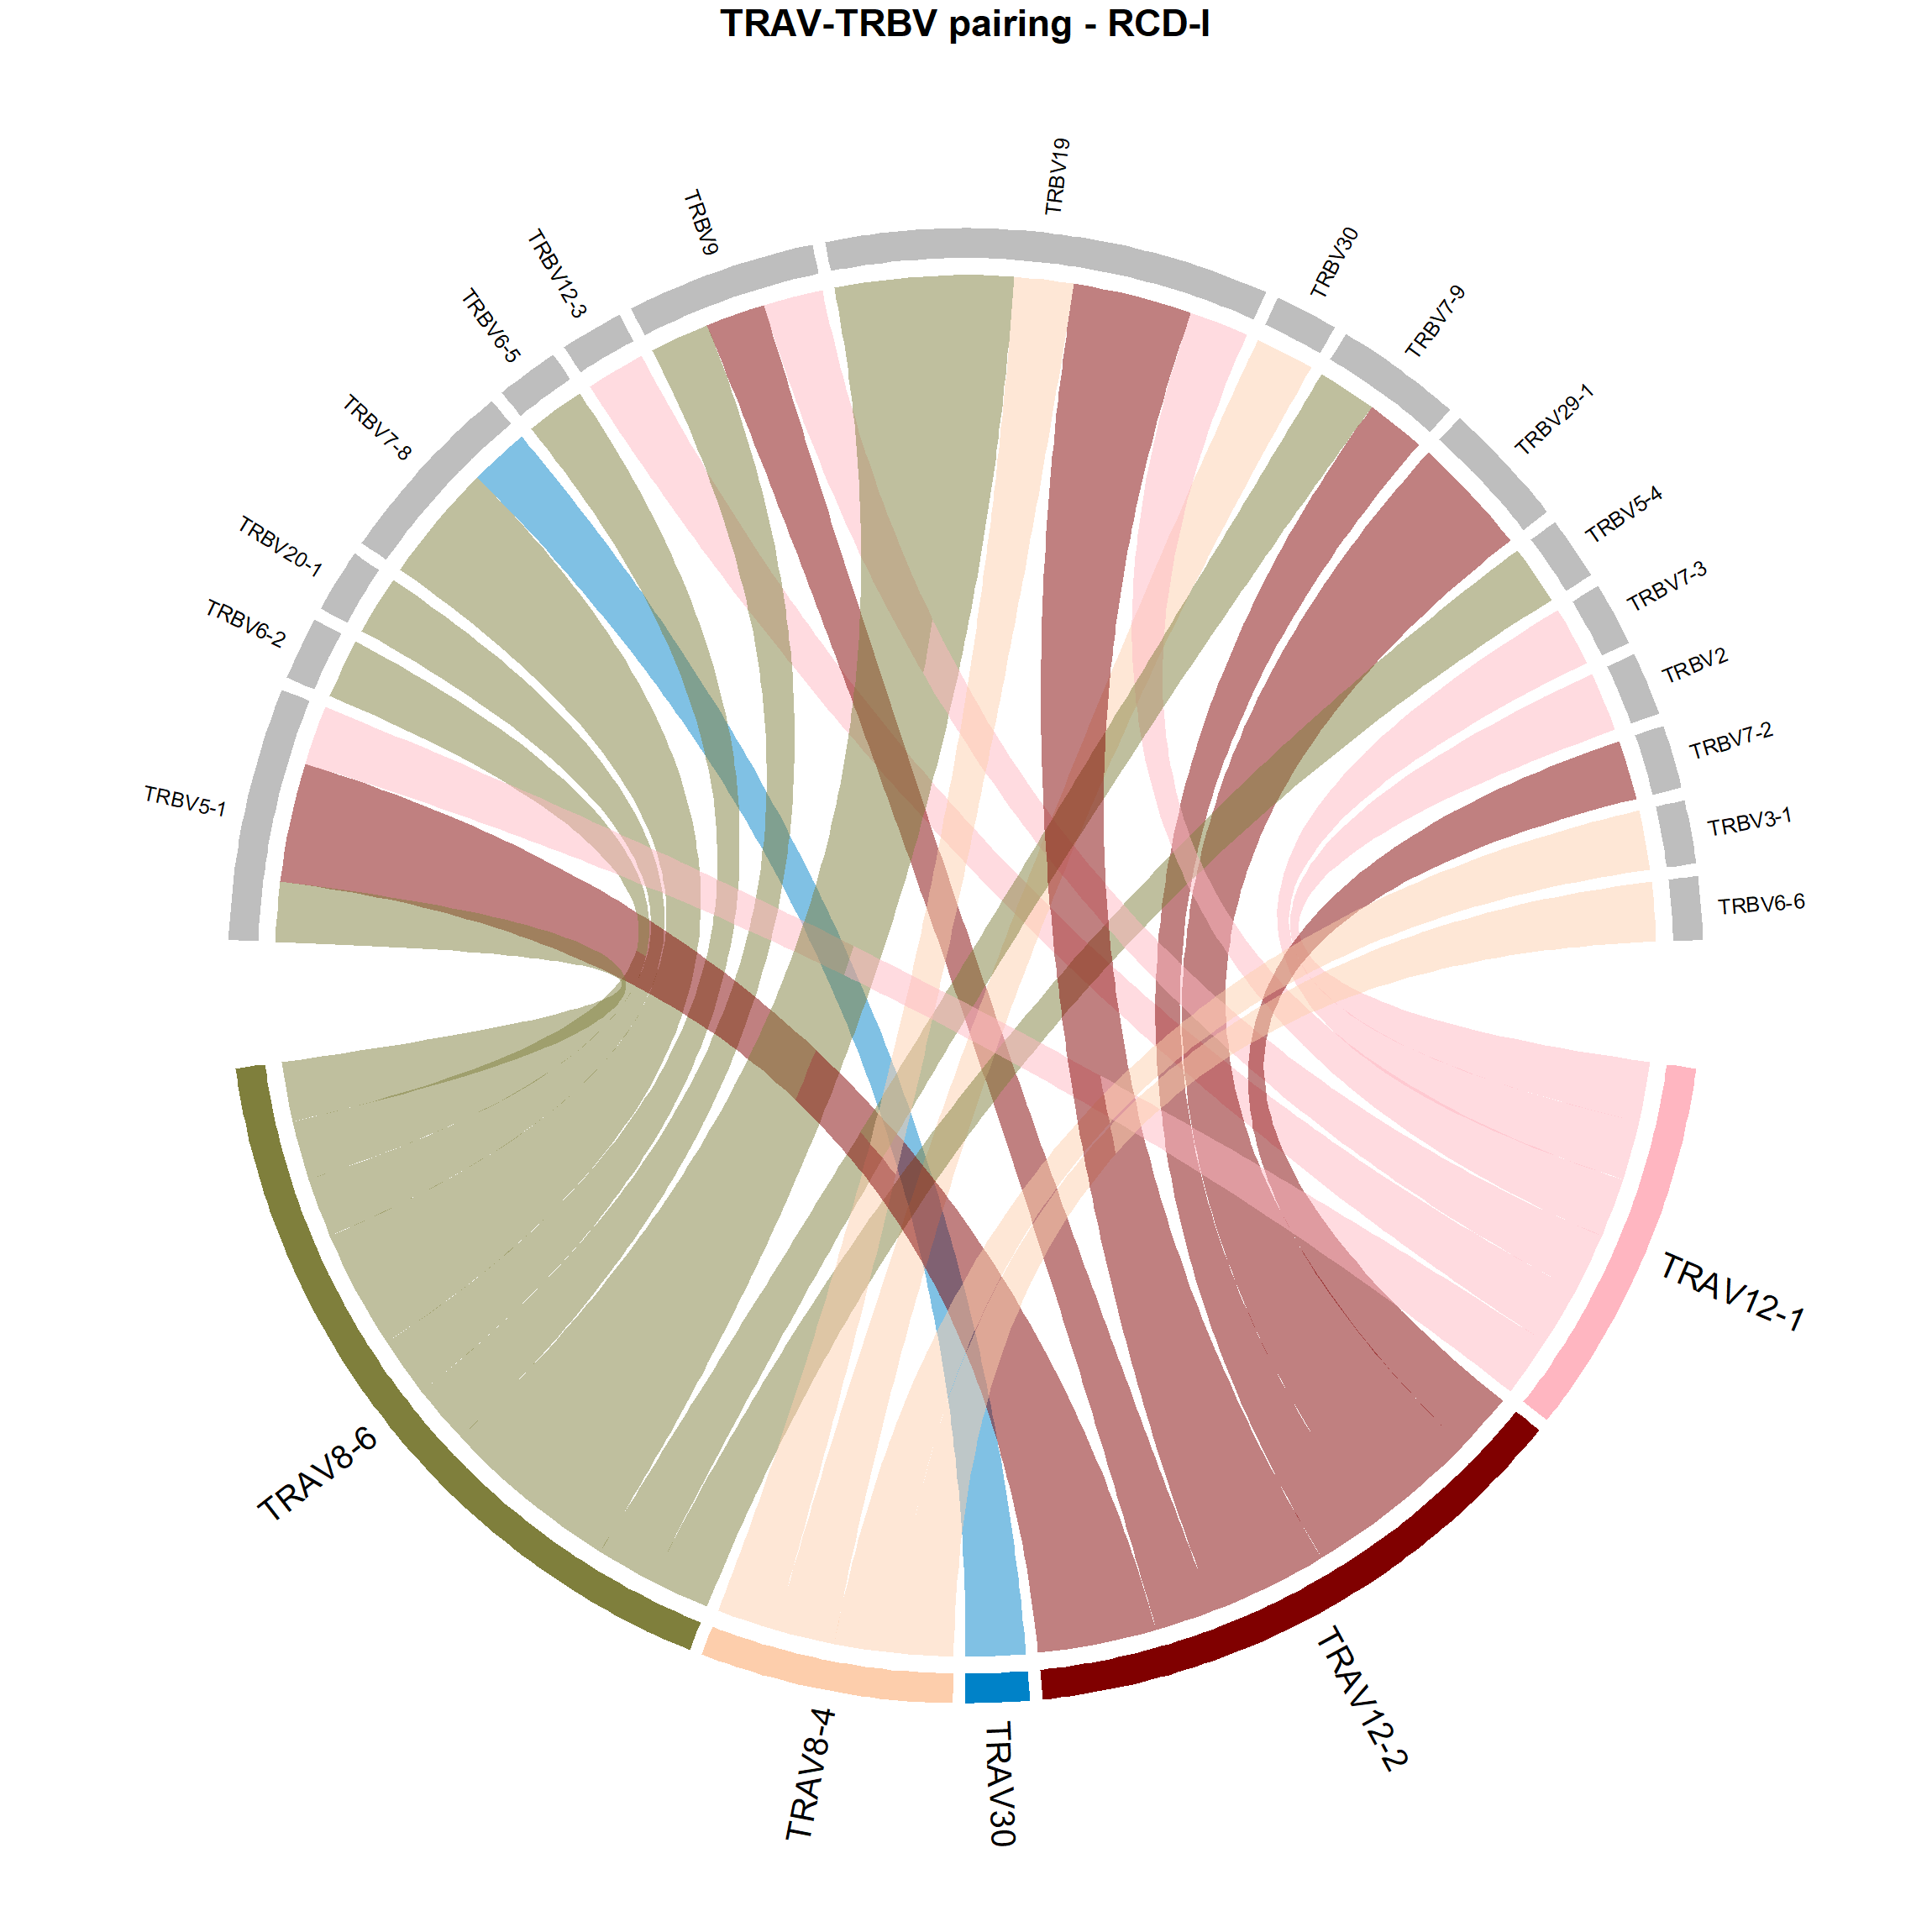 TRAV-TRBV pairing - RCD-I
TRBV5-1
TRBV6-2
TRBV20-1
TRBV7-8
TRBV6-5
TRBV12-3
TRBV9
TRBV19
TRBV30
TRBV7-9
TRBV29-1
TRBV5-4
TRBV7-3
TRBV2
TRBV7-2
TRBV3-1
TRBV6-6
TRAV12-1
TRAV12-2
TRAV30
TRAV8-4
TRAV8-6